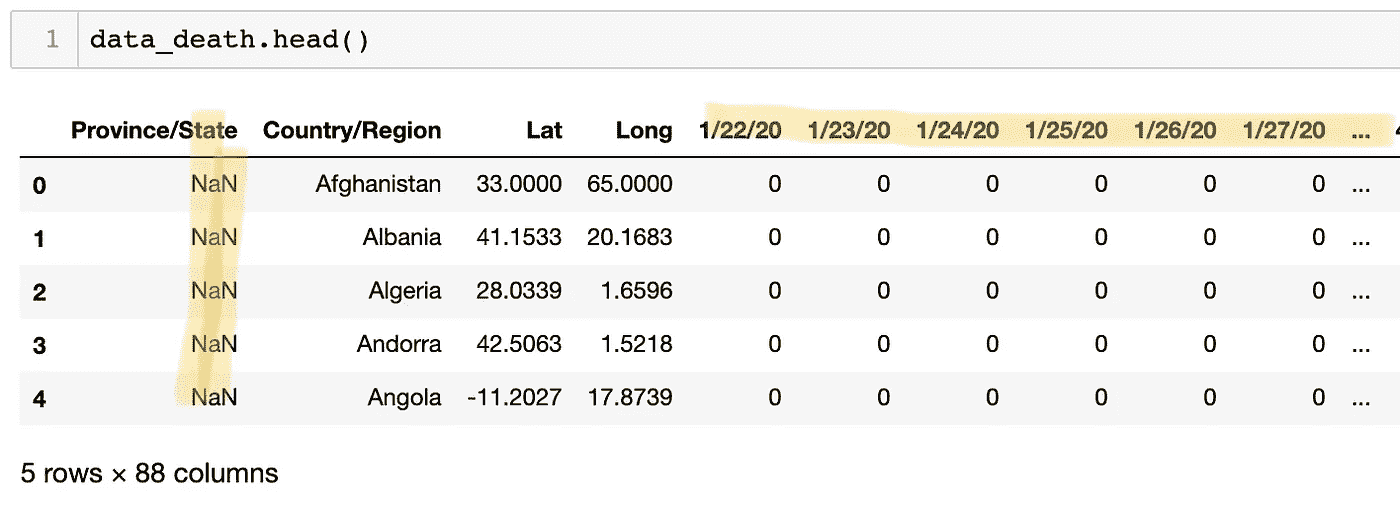 1 data_death.head()
Province/State Country/Region Lat Long 1/22/20 1/23/20 1/24/20 1/25/20 1/26/20 1/27/20 ...
0 NaN Afghanistan 33.0000 65.0000 0 0 0 0 0 0 ...
1 NaN Albania 41.1533 20.1683 0 0 0 0 0 0 ...
2 NaN Algeria 28.0339 1.6596 0 0 0 0 0 0 ...
3 NaN Andorra 42.5063 1.5218 0 0 0 0 0 0 ...
4 NaN Angola -11.2027 17.8739 0 0 0 0 0 0 ...
5 rows × 88 columns